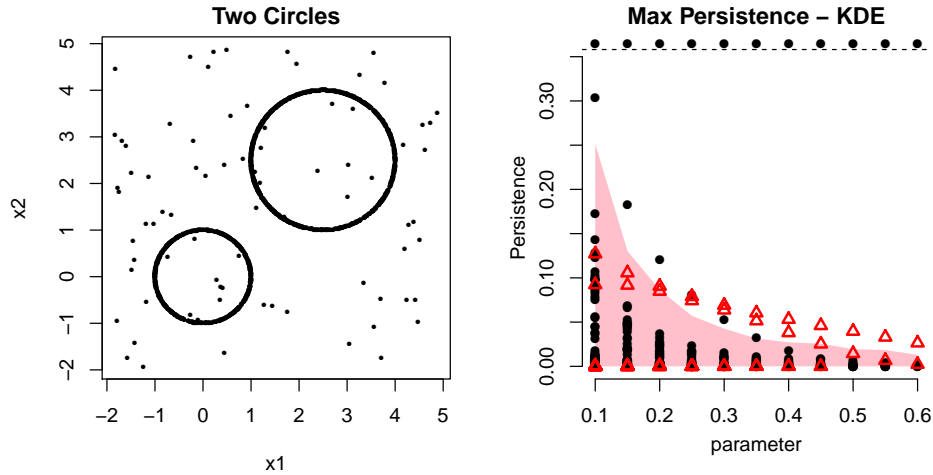 Two Circles
x2
5
4
3
2
1
0
−1
−2
−2 −1 0 1 2 3 4 5
x1
Max Persistence − KDE
Persistence
0.30
0.20
0.10
0.00
0.1 0.2 0.3 0.4 0.5 0.6
parameter